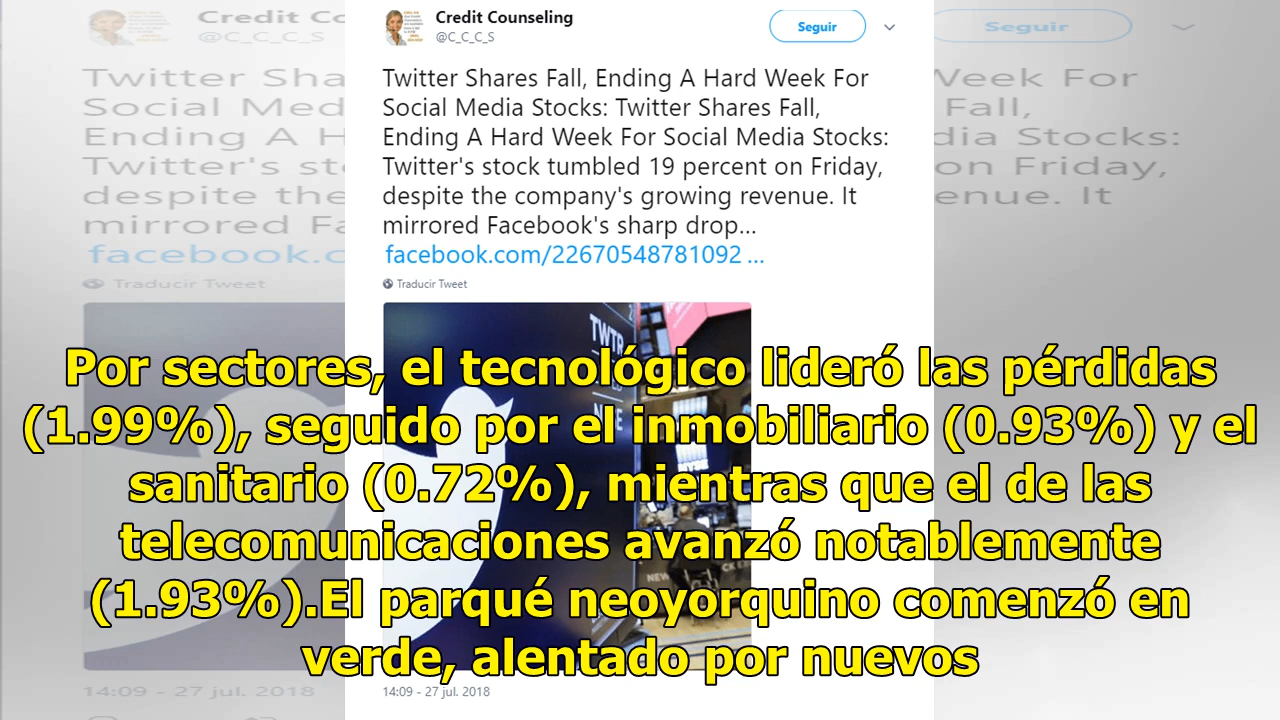 Credit Counseling
@C_C_C_S
Seguir
Twitter Shares Fall, Ending A Hard Week For
Social Media Stocks: Twitter Shares Fall,
Ending A Hard Week For Social Media Stocks:
Twitter's stock tumbled 19 percent on Friday,
despite the company's growing revenue. It
mirrored Facebook's sharp drop...
facebook.com/22670548781092 ...
Traducir Tweet
TWTR
Por sectores, el tecnológico lideró las pérdidas
(1.99%), seguido por el inmobiliario (0.93%) y el
sanitario (0.72%), mientras que el de las
telecomunicaciones avanzó notablemente
(1.93%).El parqué neoyorquino comenzó en
verde, alentado por nuevos
14:09 - 27 jul. 2018